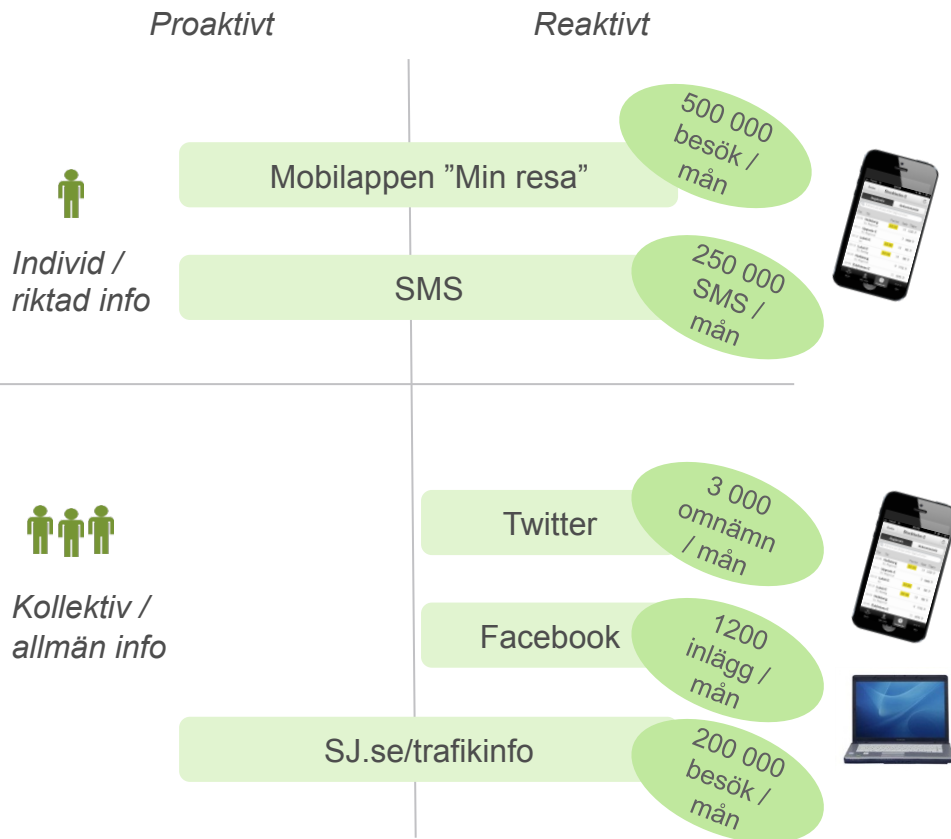 Proaktivt
Reaktivt
500 000
besök /
mån
Mobilappen ”Min resa”
Individ /
riktad info
SMS
250 000
SMS /
mån
Twitter
3 000
omnämn
/ mån
Kollektiv /
allmän info
Facebook
1200
inlägg /
mån
SJ.se/trafikinfo
200 000
besök /
mån